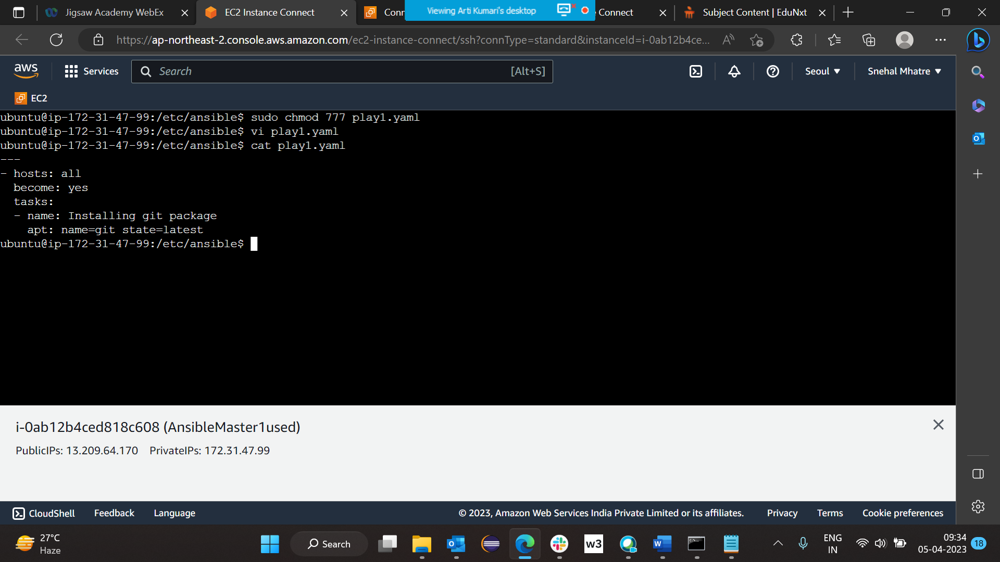 Jigsaw Academy WebEx
EC2 Instance Connect
Conn
Viewing Arti Kumari's desktop
Connect
Subject Content | EduNxt
https://ap-northeast-2.console.aws.amazon.com/ec2-instance-connect/ssh?connType=standard&instanceId=i-0ab12b4ce...
aws
Services
Search
[Alt+S]
Seoul
Snehal Mhatre
EC2
ubuntu@ip-172-31-47-99:/etc/ansible$ sudo chmod 777 play1.yaml
ubuntu@ip-172-31-47-99:/etc/ansible$ vi play1.yaml
ubuntu@ip-172-31-47-99:/etc/ansible$ cat play1.yaml
---
- hosts: all
  become: yes
  tasks:
  - name: Installing git package
    apt: name=git state=latest
ubuntu@ip-172-31-47-99:/etc/ansible$
i-0ab12b4ced818c608 (AnsibleMaster1used)
PublicIPs: 13.209.64.170 PrivateIPs: 172.31.47.99
CloudShell
Feedback
Language
© 2023, Amazon Web Services India Private Limited or its affiliates.
Privacy
Terms
Cookie preferences
27°C
Haze
Search
w3
ENG
IN
09:34
05-04-2023
18